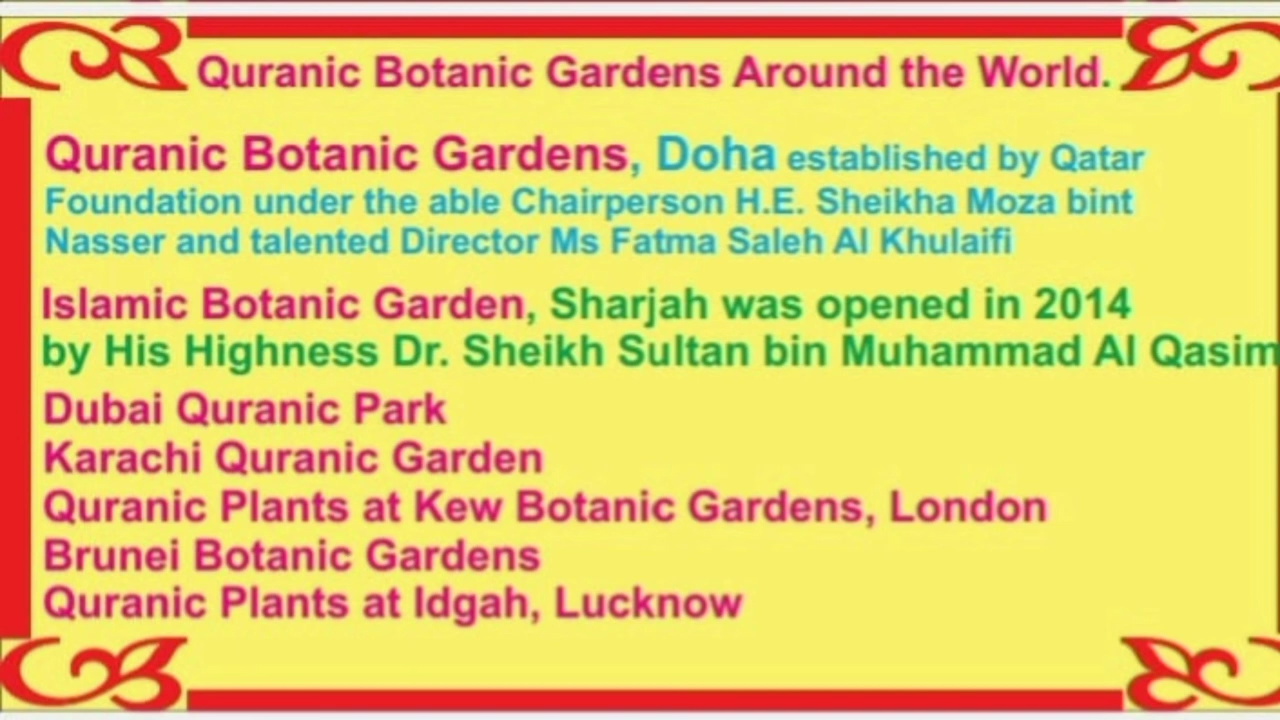 Quranic Botanic Gardens Around the World.
Quranic Botanic Gardens, Doha established by Qatar
Foundation under the able Chairperson H.E. Sheikha Moza bint
Nasser and talented Director Ms Fatma Saleh Al Khulaifi
Islamic Botanic Garden, Sharjah was opened in 2014
by His Highness Dr. Sheikh Sultan bin Muhammad Al Qasim
Dubai Quranic Park
Karachi Quranic Garden
Quranic Plants at Kew Botanic Gardens, London
Brunei Botanic Gardens
Quranic Plants at Idgah, Lucknow